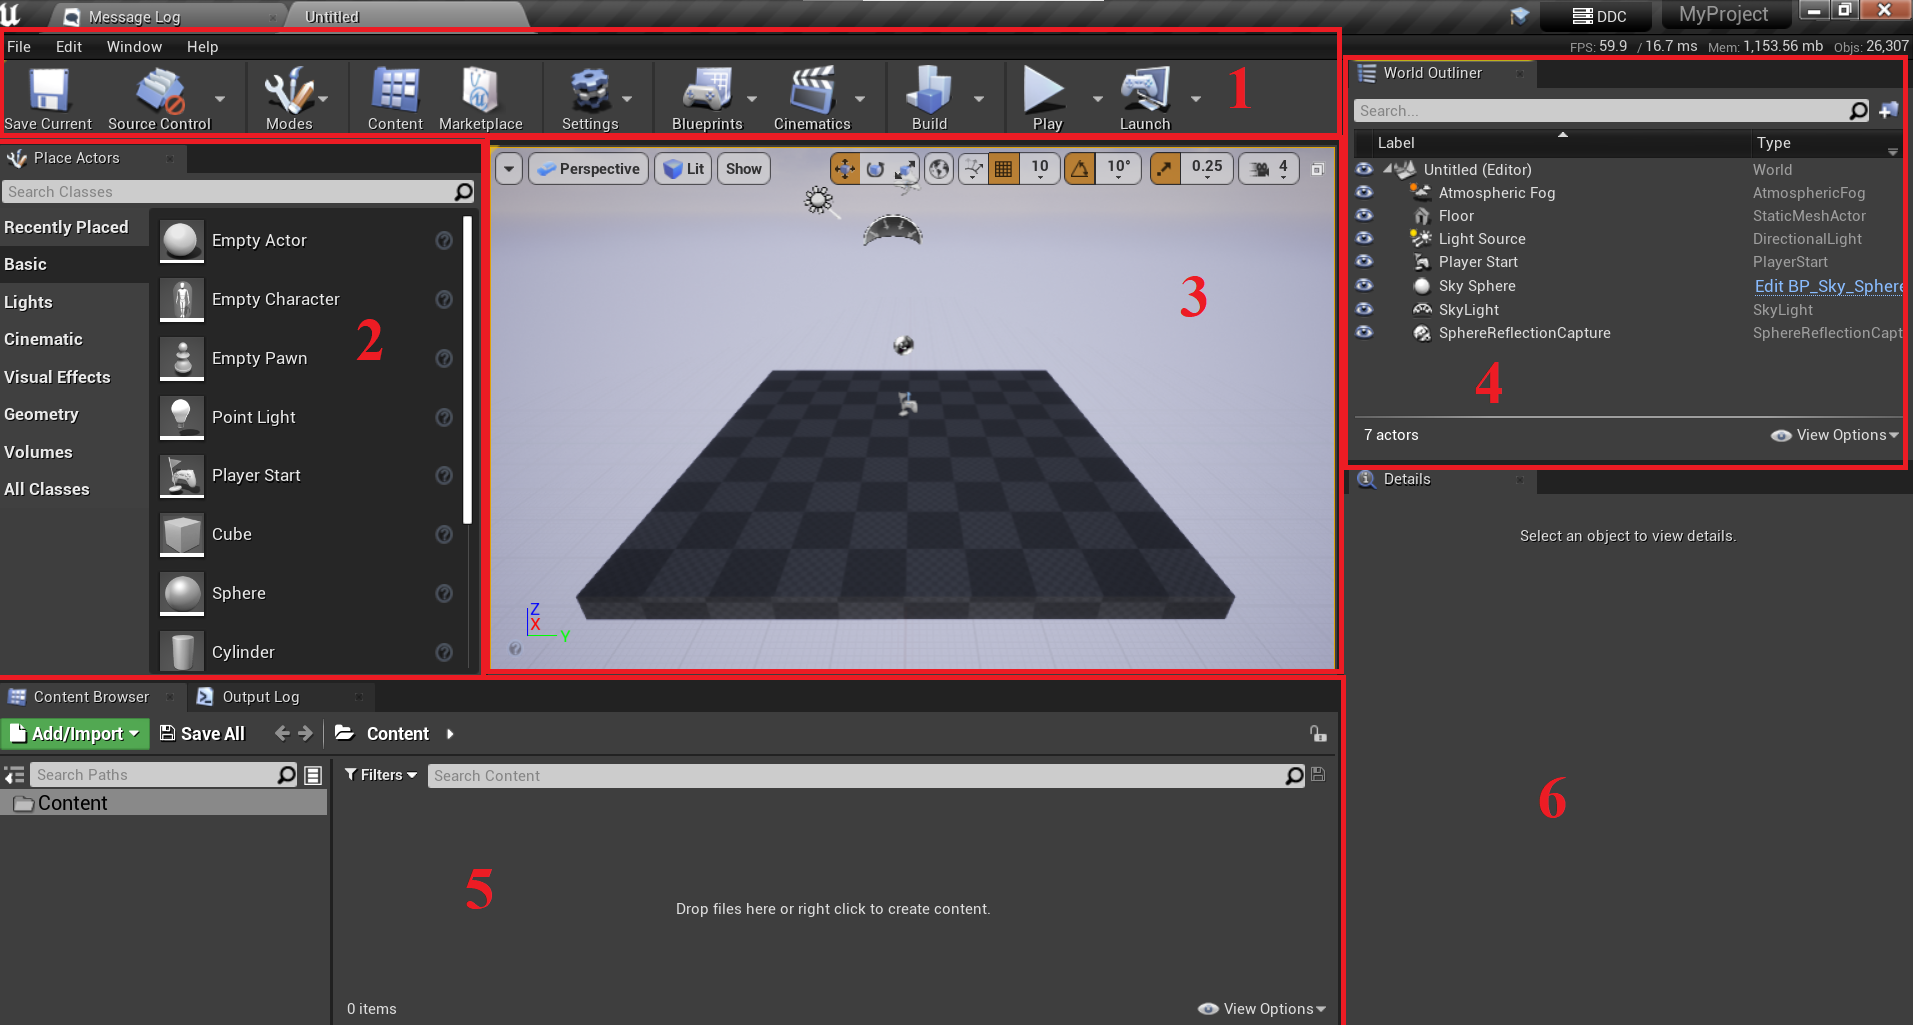 Message Log
Untitled
DDC
MyProject
File Edit Window Help
FPS: 59.9 / 16.7 ms Mem: 1,153.56 mb Objs: 26,307
Save Current
Source Control
Modes
Content
Marketplace
Settings
Blueprints
Cinematics
Build
Play
Launch
1
Place Actors
Search Classes
Recently Placed
Basic
Lights
Cinematic
Visual Effects
Geometry
Volumes
All Classes
Empty Actor
Empty Character
Empty Pawn
Point Light
Player Start
Cube
Sphere
Cylinder
2
Perspective
Lit
Show
10
10°
0.25
4
3
Z
X
Y
World Outliner
Search...
Label Type
Untitled (Editor) World
Atmospheric Fog AtmosphericFog
Floor StaticMeshActor
Light Source DirectionalLight
Player Start PlayerStart
Sky Sphere Edit BP_Sky_Sphere
SkyLight SkyLight
SphereReflectionCapture SphereReflectionCapt
4
7 actors
View Options
Content Browser
Output Log
Add/Import
Save All
Content
Search Paths
Content
Filters
Search Content
5
Drop files here or right click to create content.
0 items
View Options
Details
Select an object to view details.
6